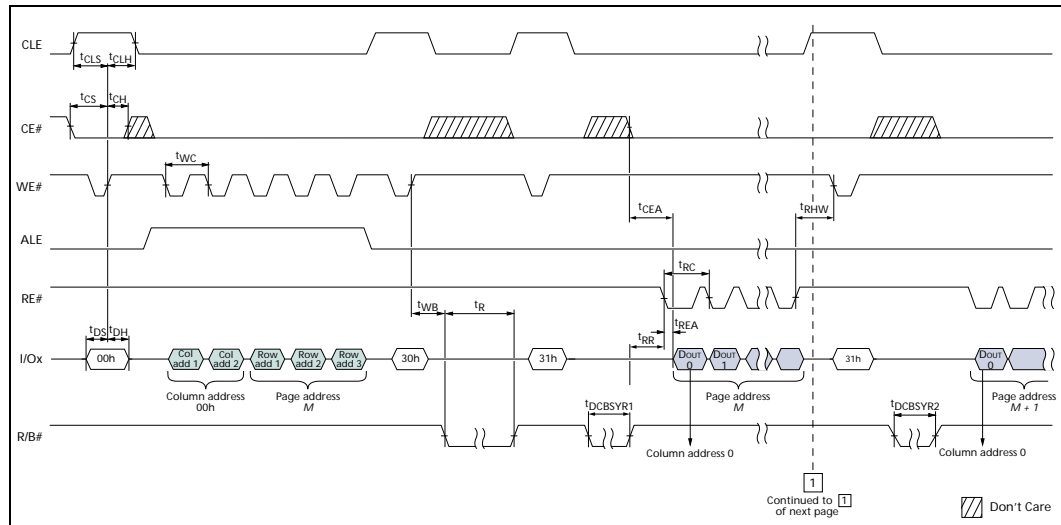 CLE
tCLS tCLH
tCS tCH
CE#
tWC
WE#
tCEA
tRHW
ALE
tRC
RE#
tWB tR
tREA
tDS tDH
tRR
I/Ox
00h
Col add 1
Col add 2
Row add 1
Row add 2
Row add 3
30h
31h
DOUT 0
DOUT 1
31h
DOUT 0
Column address 00h
Page address M
Page address M
Page address M + 1
tDCBSYR1
tDCBSYR2
R/B#
Column address 0
Column address 0
1
Continued to 1 of next page
Don't Care